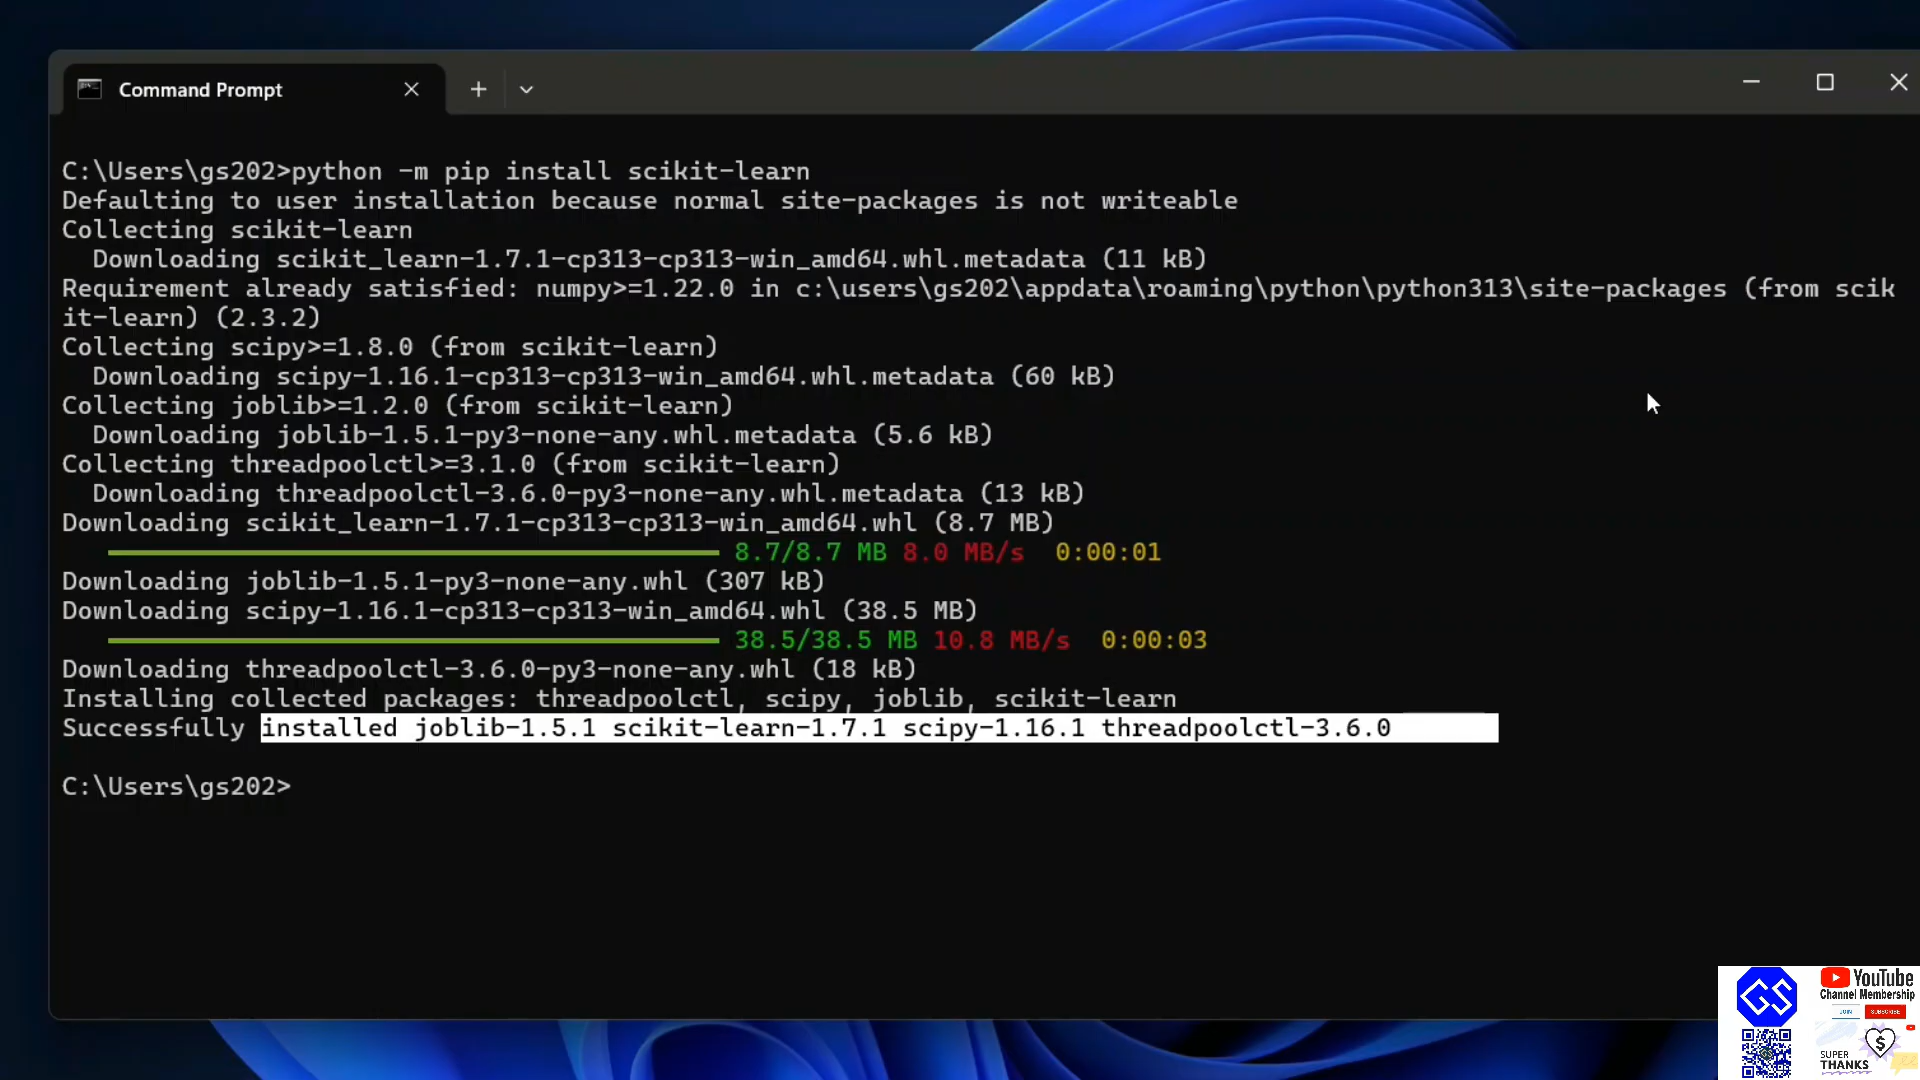 Command Prompt
C:\Users\gs202>python -m pip install scikit-learn
Defaulting to user installation because normal site-packages is not writeable
Collecting scikit-learn
  Downloading scikit_learn-1.7.1-cp313-cp313-win_amd64.whl.metadata (11 kB)
Requirement already satisfied: numpy>=1.22.0 in c:\users\gs202\appdata\roaming\python\python313\site-packages (from scik
it-learn) (2.3.2)
Collecting scipy>=1.8.0 (from scikit-learn)
  Downloading scipy-1.16.1-cp313-cp313-win_amd64.whl.metadata (60 kB)
Collecting joblib>=1.2.0 (from scikit-learn)
  Downloading joblib-1.5.1-py3-none-any.whl.metadata (5.6 kB)
Collecting threadpoolctl>=3.1.0 (from scikit-learn)
  Downloading threadpoolctl-3.6.0-py3-none-any.whl.metadata (13 kB)
Downloading scikit_learn-1.7.1-cp313-cp313-win_amd64.whl (8.7 MB)
8.7/8.7 MB 8.0 MB/s 0:00:01
Downloading joblib-1.5.1-py3-none-any.whl (307 kB)
Downloading scipy-1.16.1-cp313-cp313-win_amd64.whl (38.5 MB)
38.5/38.5 MB 10.8 MB/s 0:00:03
Downloading threadpoolctl-3.6.0-py3-none-any.whl (18 kB)
Installing collected packages: threadpoolctl, scipy, joblib, scikit-learn
Successfully installed joblib-1.5.1 scikit-learn-1.7.1 scipy-1.16.1 threadpoolctl-3.6.0
C:\Users\gs202>
GS
YouTube
Channel Membership
JOIN
SUBSCRIBE
SUPER
THANKS
$